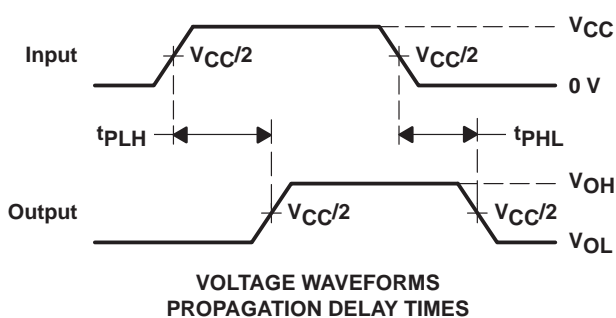 VCC
Input
VCC/2
VCC/2
0 V
tPLH
tPHL
VOH
Output
VCC/2
VCC/2
VOL
VOLTAGE WAVEFORMS
PROPAGATION DELAY TIMES